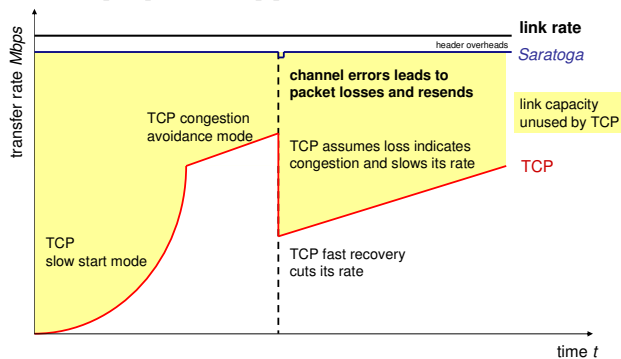 link rate
header overheads
Saratoga
transfer rate Mbps
channel errors leads to
packet losses and resends
link capacity
unused by TCP
TCP congestion
avoidance mode
TCP assumes loss indicates
congestion and slows its rate
TCP
TCP
slow start mode
TCP fast recovery
cuts its rate
time t